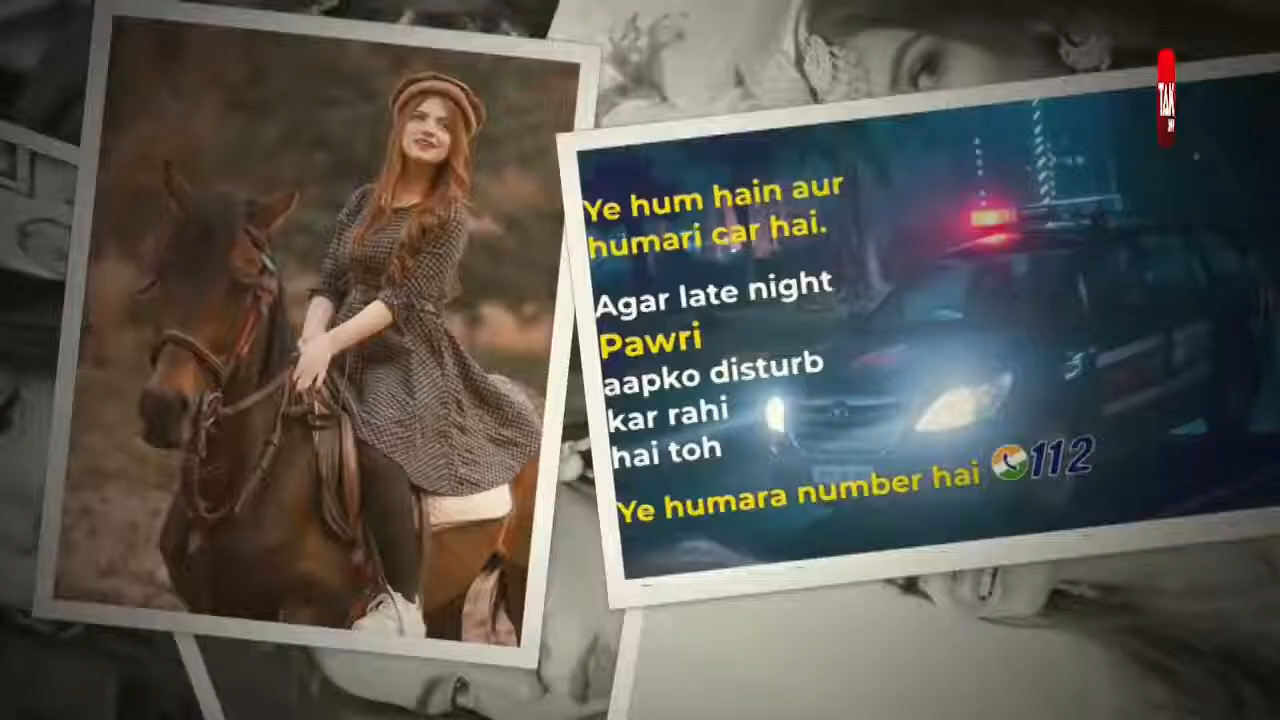 Ye hum hain aur
humari car hai.
Agar late night
Pawri
aapko disturb
kar rahi
hai toh
Ye humara number hai 112
TAK